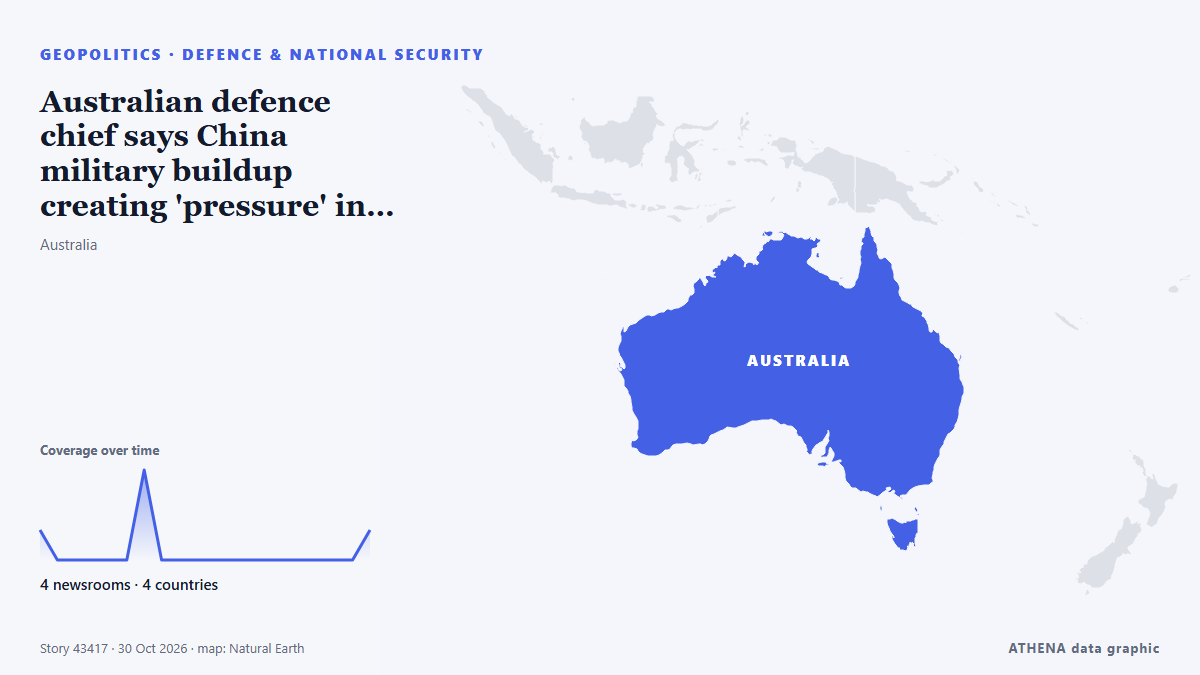 GEOPOLITICS · DEFENCE & NATIONAL SECURITY
Australian defence
chief says China
military buildup
creating 'pressure' in...
Australia
AUSTRALIA
Coverage over time
4 newsrooms · 4 countries
Story 43417 · 30 Oct 2026 · map: Natural Earth
ATHENA data graphic